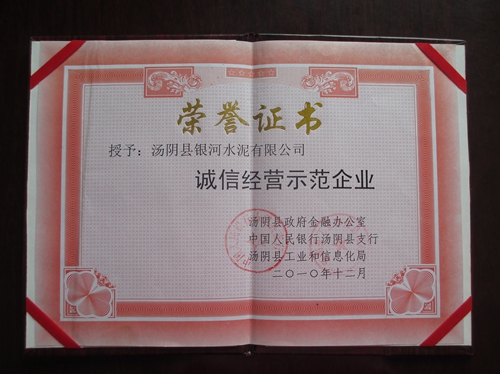 荣誉证书
授予：汤阴县银河水泥有限公司
诚信经营示范企业
汤阴县政府金融办公室
中国人民银行汤阴县支行
汤阴县工业和信息化局
二〇一〇年十二月